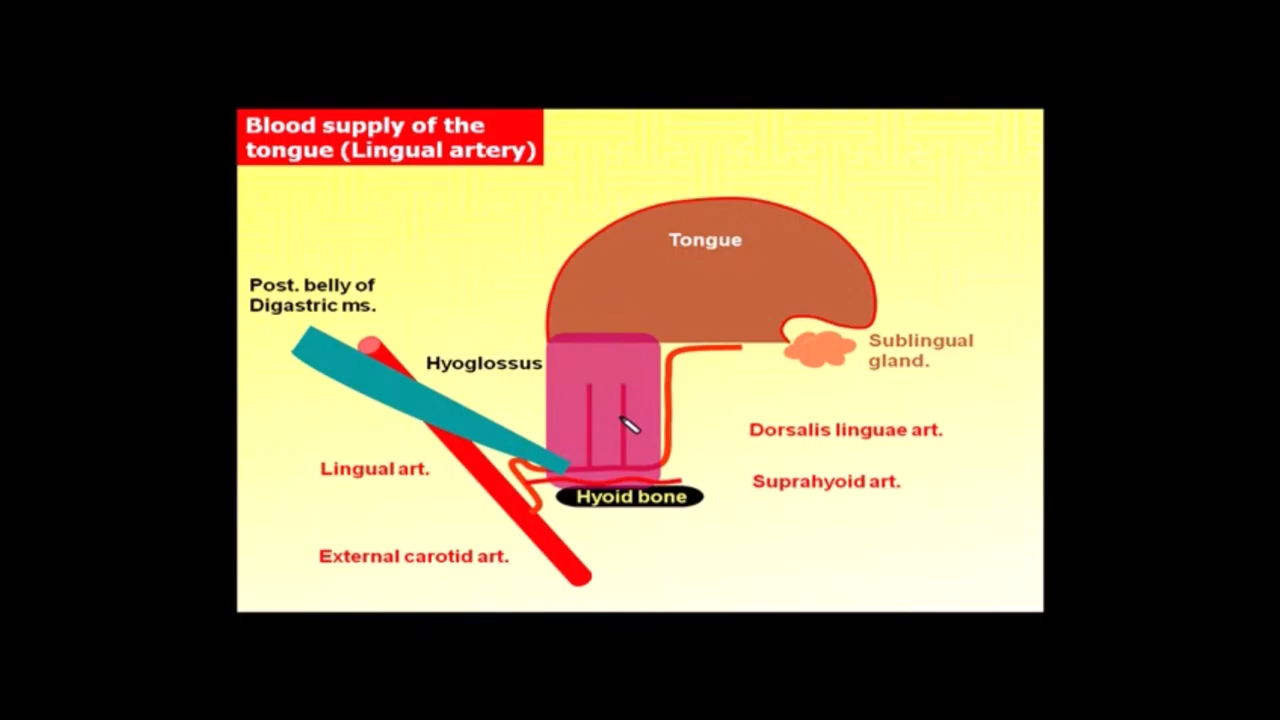 Blood supply of the
tongue (Lingual artery)
Tongue
Post. belly of
Digastric ms.
Hyoglossus
Sublingual
gland.
Dorsalis linguae art.
Lingual art.
Suprahyoid art.
Hyoid bone
External carotid art.